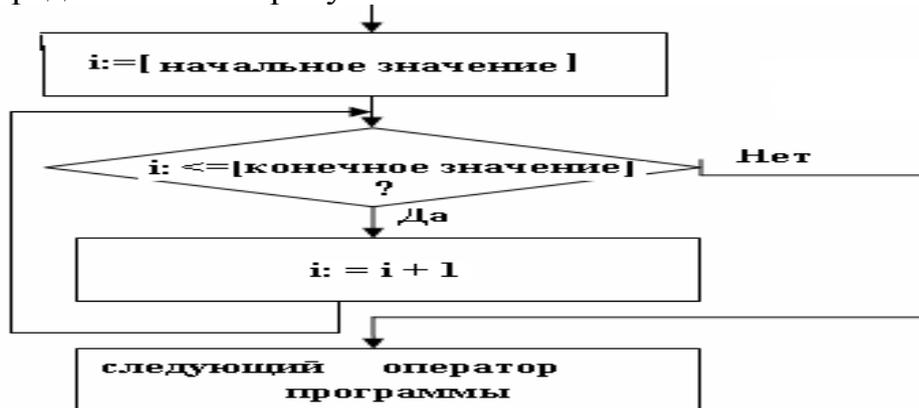 i:=[ начальное значение ]
i: <=[конечное значение]
?
Нет
Да
i: = i + 1
следующий оператор
программы